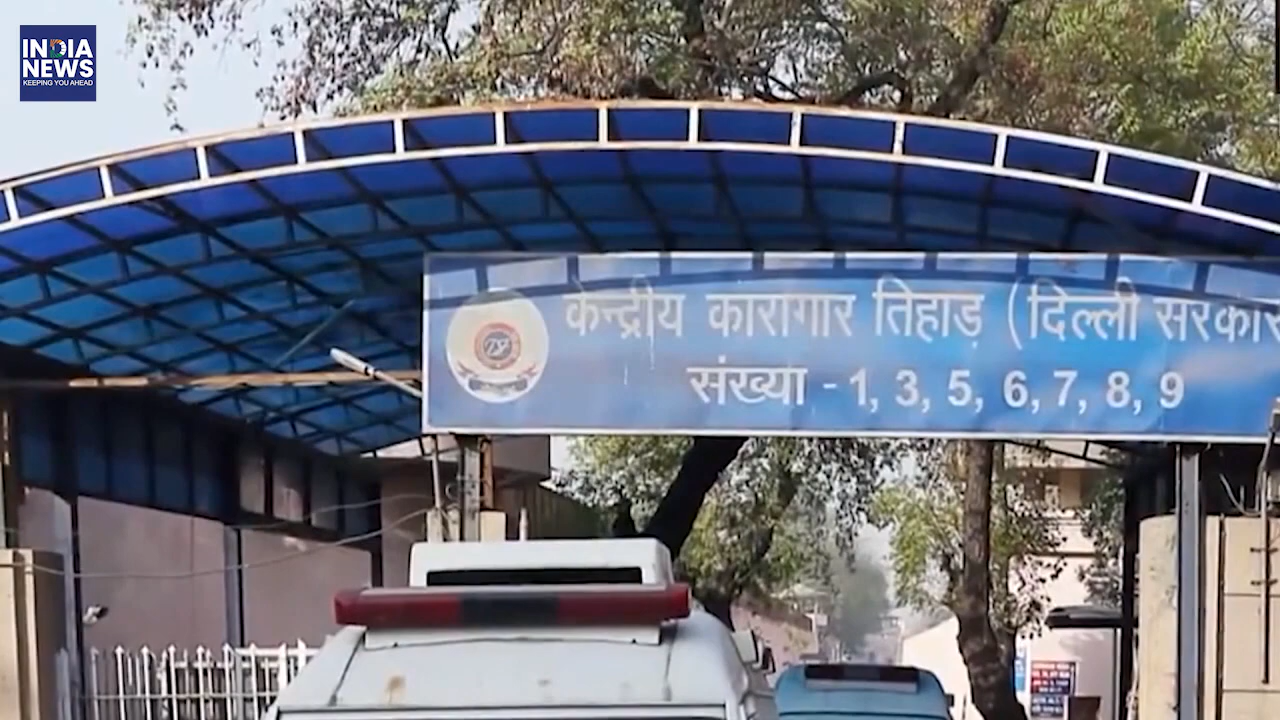 INDIA
NEWS
KEEPING YOU AHEAD
केन्द्रीय कारागार तिहाड़ (दिल्ली सरकार
संख्या - 1, 3, 5, 6, 7, 8, 9